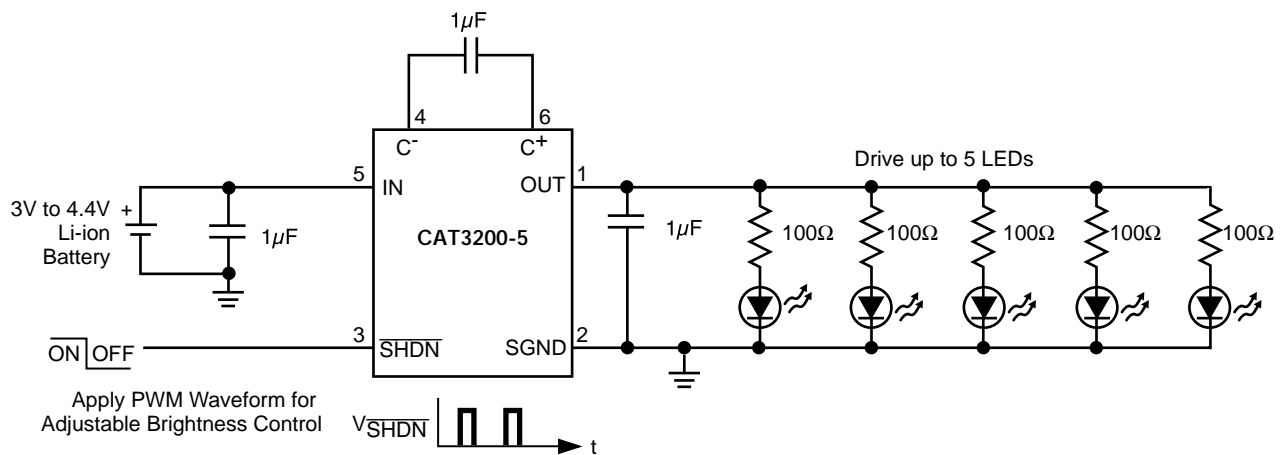 1µF
4
6
C-
C+
Drive up to 5 LEDs
5
IN
OUT
1
3V to 4.4V
Li-ion
Battery
+
1µF
CAT3200-5
1µF
100Ω
100Ω
100Ω
100Ω
100Ω
3
SHDN
SGND
2
ON OFF
Apply PWM Waveform for
Adjustable Brightness Control
VSHDN
t